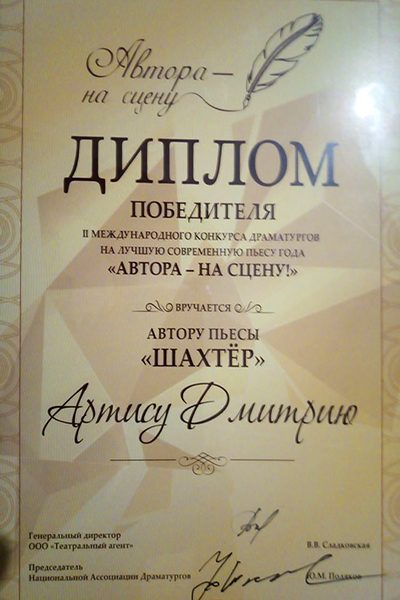 Автора –
на сцену
ДИПЛОМ
ПОБЕДИТЕЛЯ
II МЕЖДУНАРОДНОГО КОНКУРСА ДРАМАТУРГОВ
НА ЛУЧШУЮ СОВРЕМЕННУЮ ПЬЕСУ ГОДА
«АВТОРА – НА СЦЕНУ!»
ВРУЧАЕТСЯ
АВТОРУ ПЬЕСЫ
«ШАХТЁР»
Артису Дмитрию
Генеральный директор
ООО «Театральный агент» В.В. Сладковская
Председатель
Национальной Ассоциации Драматургов Ю.М. Поляков